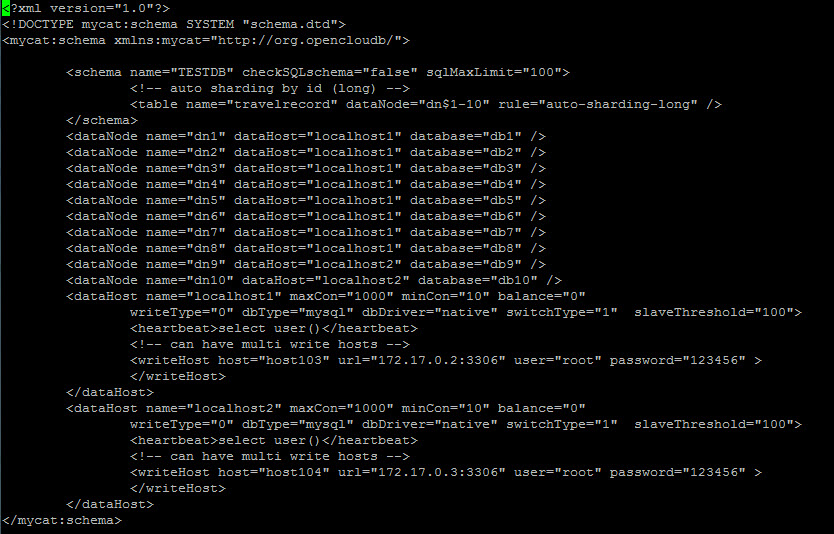 <?xml version="1.0"?>
<!DOCTYPE mycat:schema SYSTEM "schema.dtd">
<mycat:schema xmlns:mycat="http://org.opencloudb/">

        <schema name="TESTDB" checkSQLschema="false" sqlMaxLimit="100">
                <!-- auto sharding by id (long) -->
                <table name="travelrecord" dataNode="dn$1-10" rule="auto-sharding-long" />
        </schema>
        <dataNode name="dn1" dataHost="localhost1" database="db1" />
        <dataNode name="dn2" dataHost="localhost1" database="db2" />
        <dataNode name="dn3" dataHost="localhost1" database="db3" />
        <dataNode name="dn4" dataHost="localhost1" database="db4" />
        <dataNode name="dn5" dataHost="localhost1" database="db5" />
        <dataNode name="dn6" dataHost="localhost1" database="db6" />
        <dataNode name="dn7" dataHost="localhost1" database="db7" />
        <dataNode name="dn8" dataHost="localhost1" database="db8" />
        <dataNode name="dn9" dataHost="localhost2" database="db9" />
        <dataNode name="dn10" dataHost="localhost2" database="db10" />
        <dataHost name="localhost1" maxCon="1000" minCon="10" balance="0"
                writeType="0" dbType="mysql" dbDriver="native" switchType="1"  slaveThreshold="100">
                <heartbeat>select user()</heartbeat>
                <!-- can have multi write hosts -->
                <writeHost host="host103" url="172.17.0.2:3306" user="root" password="123456" >
                </writeHost>
        </dataHost>
        <dataHost name="localhost2" maxCon="1000" minCon="10" balance="0"
                writeType="0" dbType="mysql" dbDriver="native" switchType="1"  slaveThreshold="100">
                <heartbeat>select user()</heartbeat>
                <!-- can have multi write hosts -->
                <writeHost host="host104" url="172.17.0.3:3306" user="root" password="123456" >
                </writeHost>
        </dataHost>
</mycat:schema>